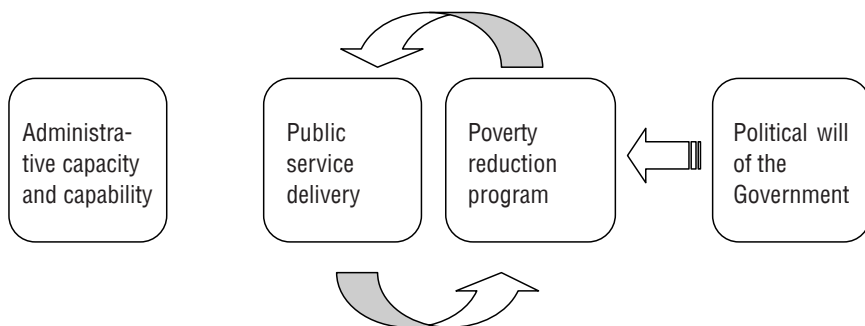 Administra-
tive capacity
and capability
Public
service
delivery
Poverty
reduction
program
Political will
of the
Government